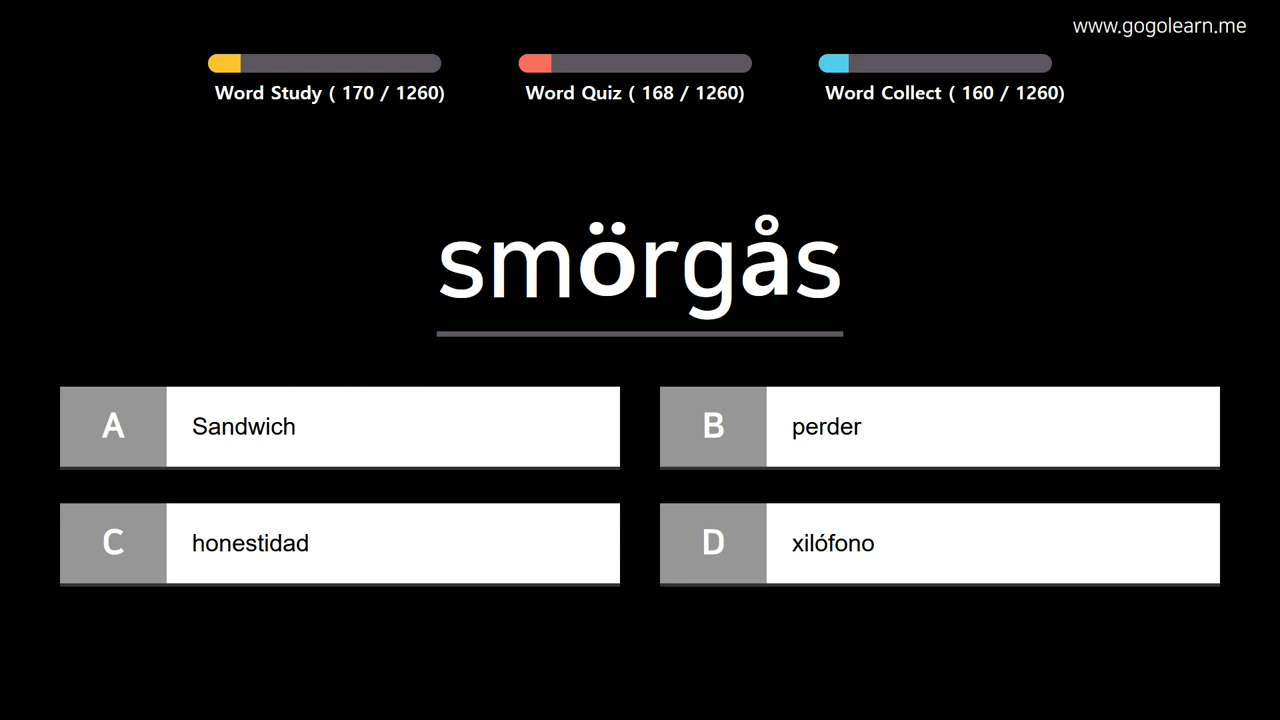 www.gogolearn.me
Word Study ( 170 / 1260)
Word Quiz ( 168 / 1260)
Word Collect ( 160 / 1260)
smörgås
A Sandwich
B perder
C honestidad
D xilófono